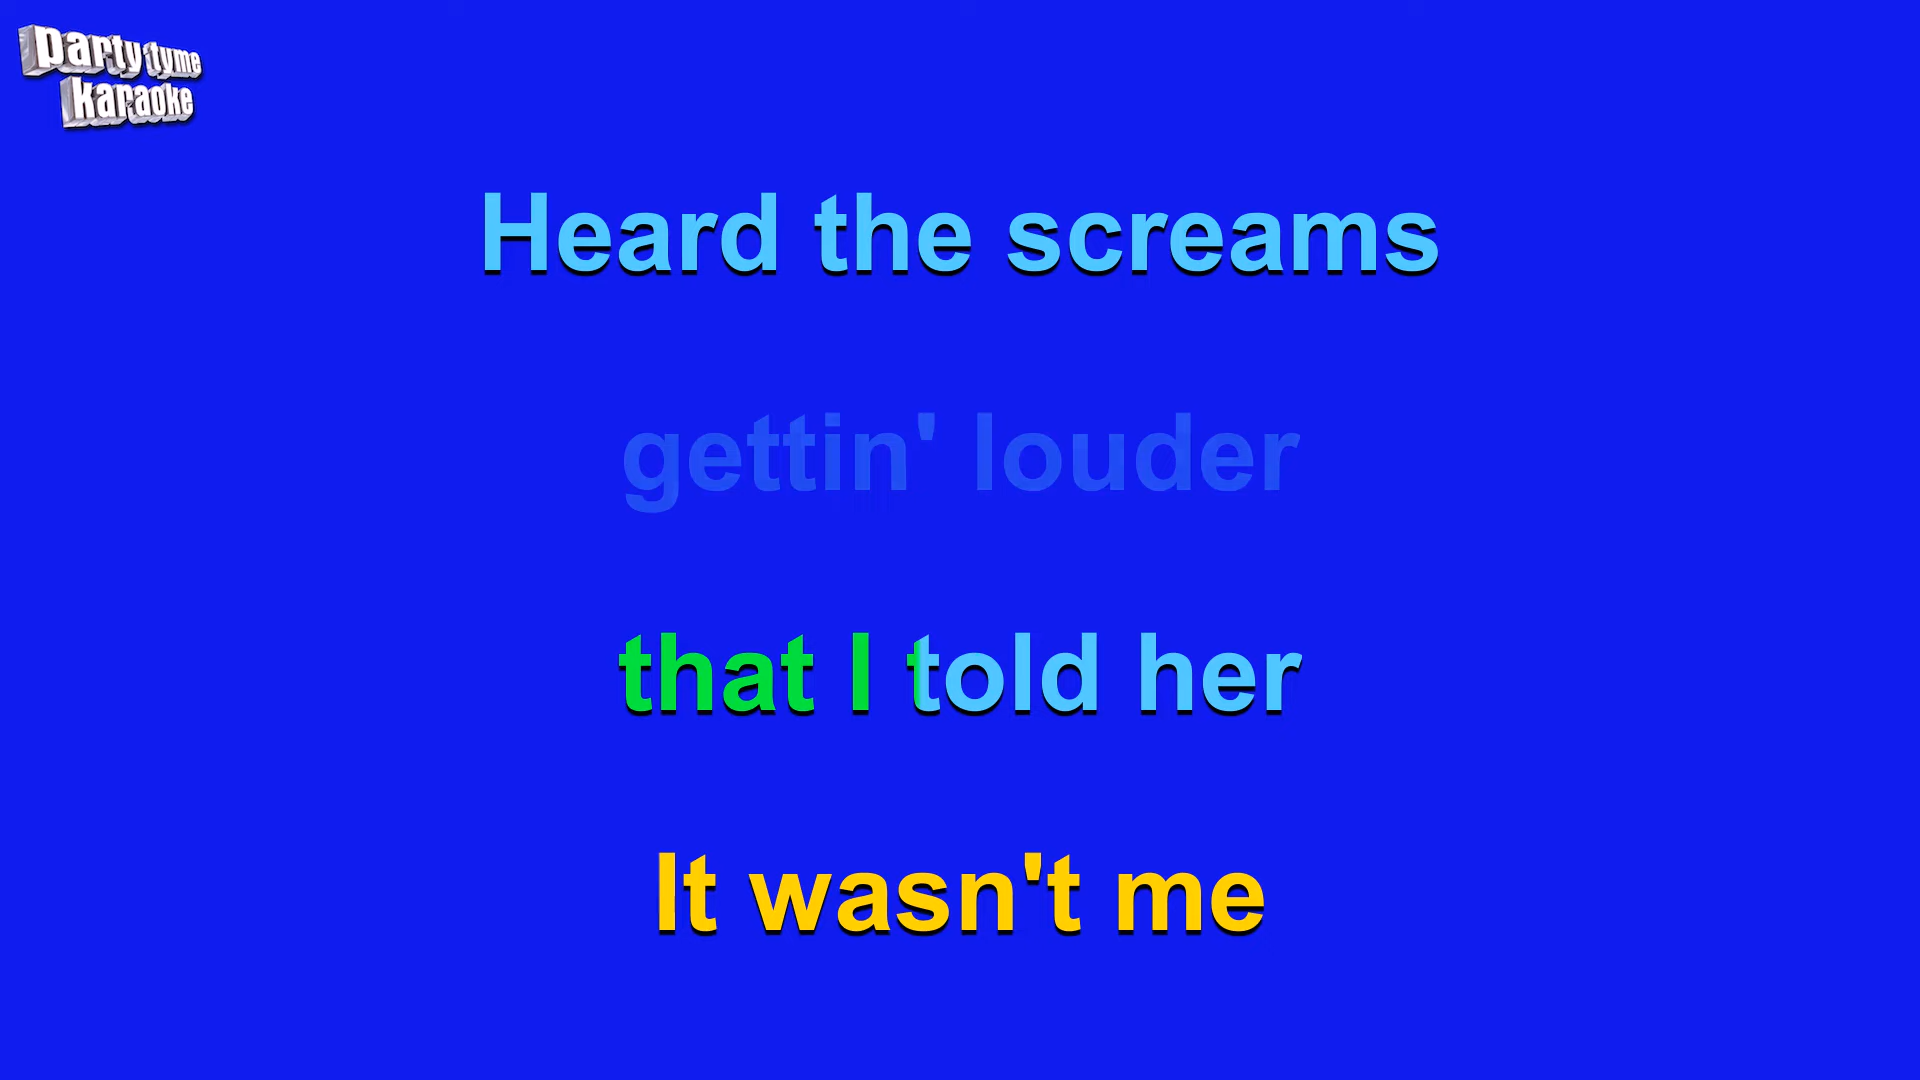 party tyme
karaoke
Heard the screams
gettin' louder
that I told her
It wasn't me